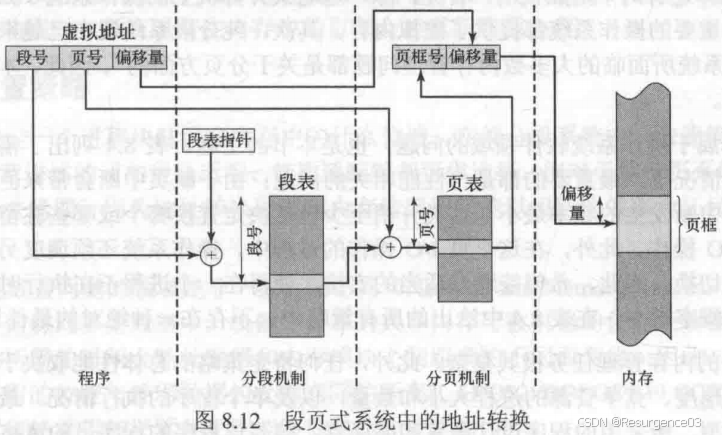 虚拟地址
段号 页号 偏移量
页框号 偏移量
段表指针
段表
页表
段号
页号
偏移量
页框
程序
分段机制
分页机制
内存
图 8.12 段页式系统中的地址转换
CSDN @Resurgence03